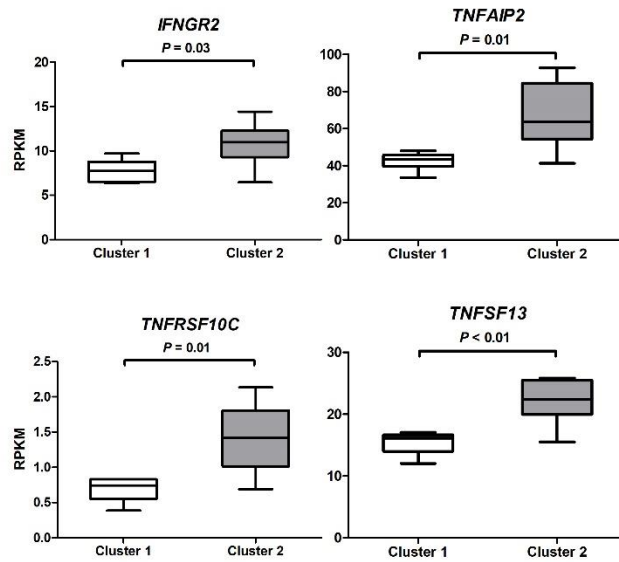 IFNGR2
P = 0.03
RPKM
20
15
10
5
0
Cluster 1 Cluster 2
TNFAIP2
P = 0.01
100
80
60
40
20
0
Cluster 1 Cluster 2
TNFRSF10C
P = 0.01
RPKM
2.5
2.0
1.5
1.0
0.5
0.0
Cluster 1 Cluster 2
TNFSF13
P < 0.01
30
20
10
0
Cluster 1 Cluster 2